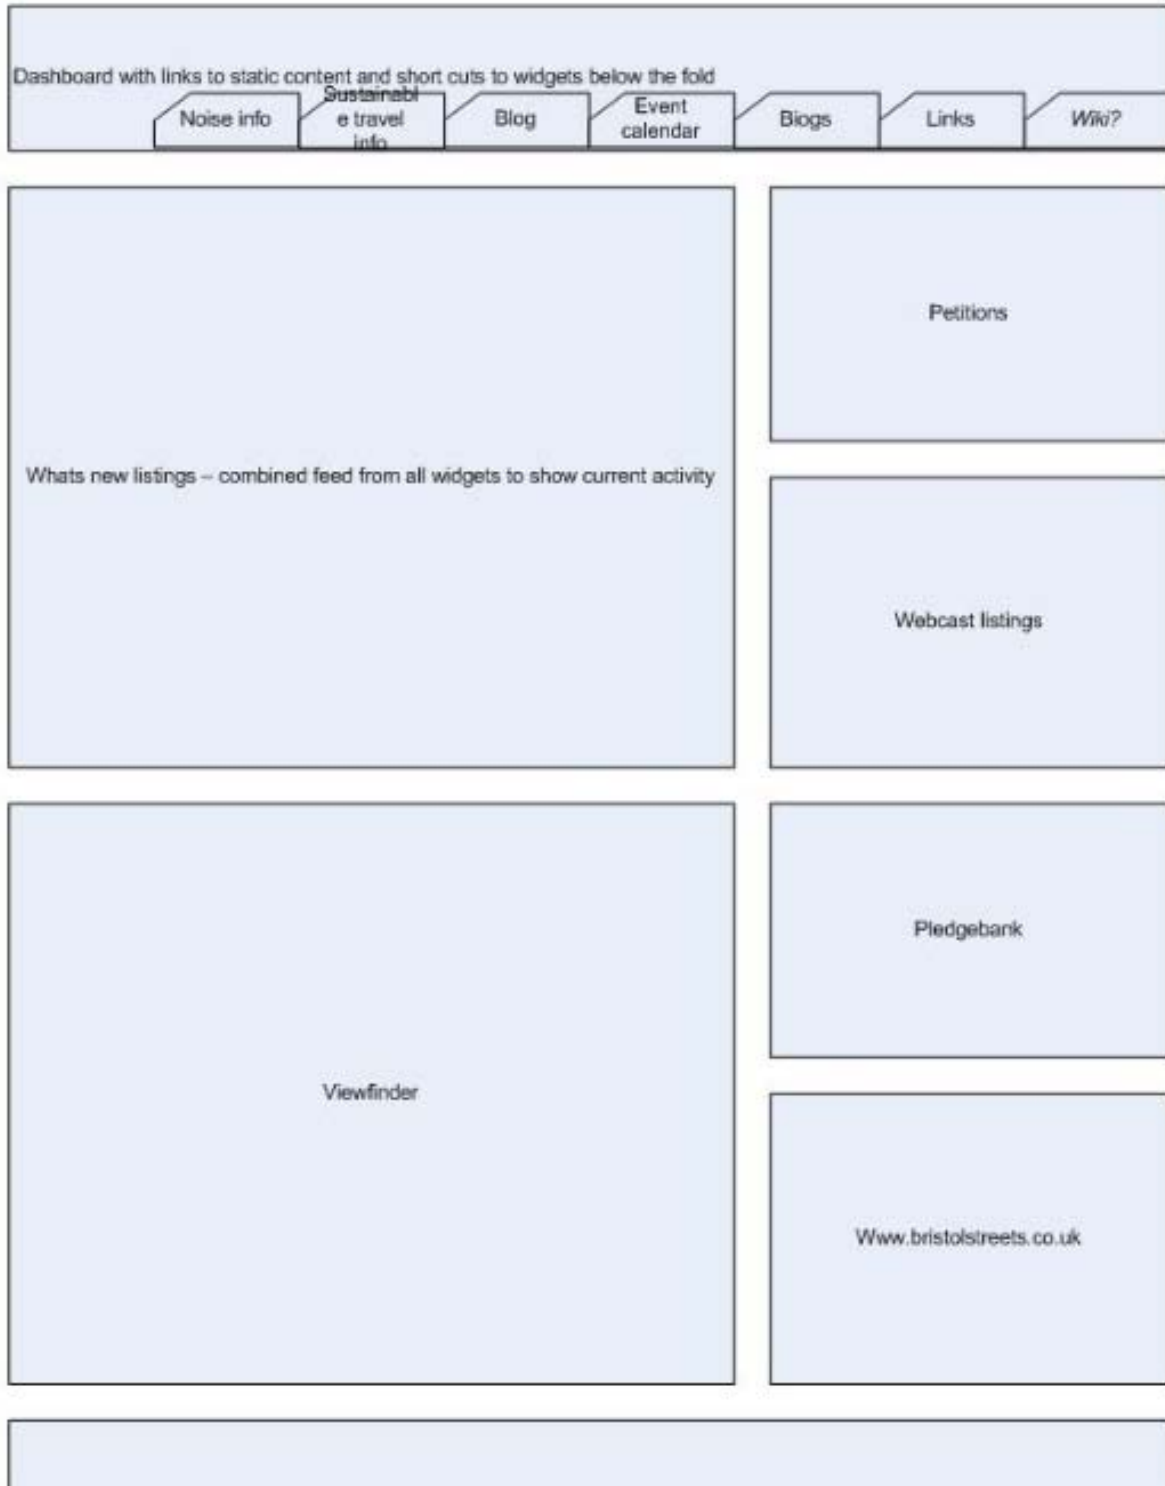 Dashboard with links to static content and short cuts to widgets below the fold
Noise info
Sustainabl
e travel
info
Blog
Event
calendar
Biogs
Links
Wiki?
Petitions
Whats new listings – combined feed from all widgets to show current activity
Webcast listings
Pledgebank
Viewfinder
Www.bristolstreets.co.uk